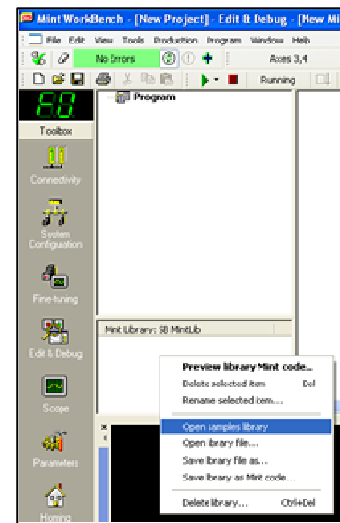 Mint WorkBench - [New Project] - Edit & Debug - [New Mi
File Edit View Tools Production Program Window Help
No Errors Axes 3,4
Running
88
Program
Toolbox
Connectivity
System Configuration
Fine-tuning
Mint Library: SB MintLib
Edit & Debug
Preview library Mint code...
Delete selected item Del
Rename selected item...
Scope
Open samples library
Open library file...
Save library file as...
Parameters
Save library as Mint code...
Delete library... Ctrl+Del
Homing